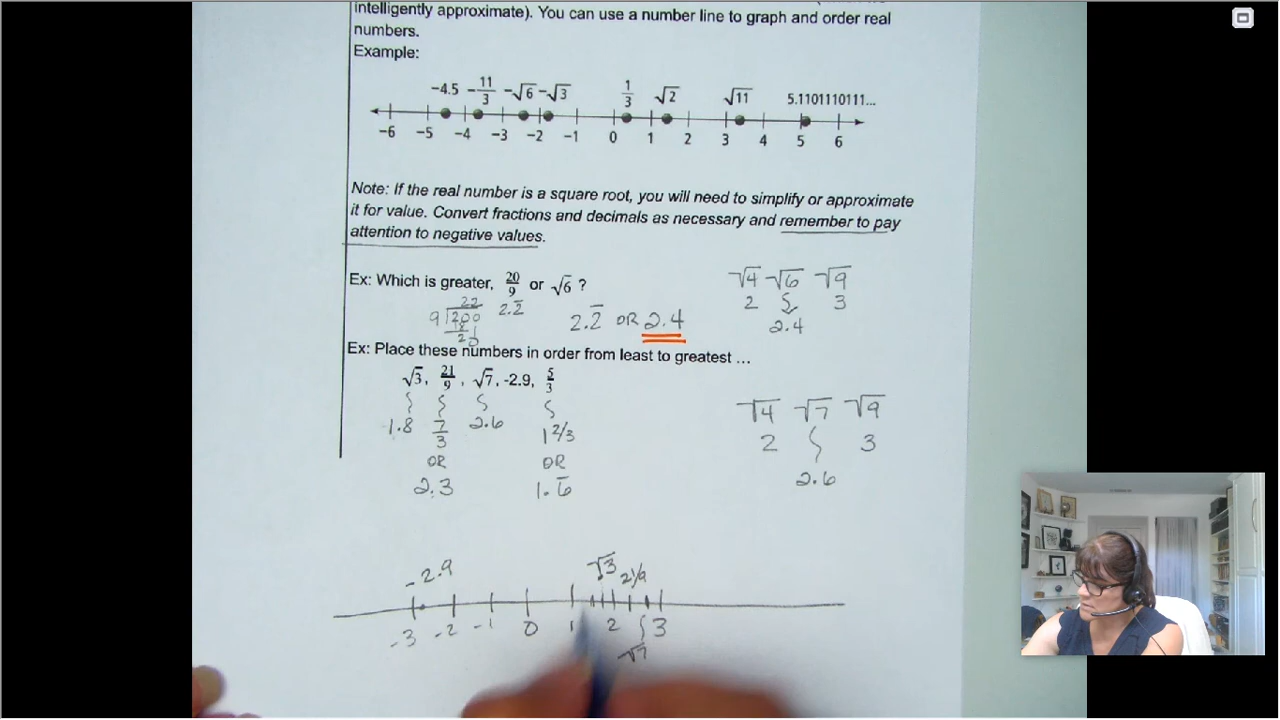 intelligently approximate). You can use a number line to graph and order real
numbers.
Example:
-4.5 -11/3 -√6 -√3 1/3 √2 √11 5.1101110111...
-6 -5 -4 -3 -2 -1 0 1 2 3 4 5 6
Note: If the real number is a square root, you will need to simplify or approximate
it for value. Convert fractions and decimals as necessary and remember to pay
attention to negative values.
Ex: Which is greater, 20/9 or √6 ?
√4 √6 √9
2 3
2.4
22
9 200 2.2̅
18
20
2.2̅ OR 2.4
Ex: Place these numbers in order from least to greatest ...
√3, 21/9, √7, -2.9, 5/3
1.8 7/3 2.6 1 2/3
OR OR
2.3 1.6̅
√4 √7 √9
2 3
2.6
-2.9 √3 21/9
-3 -2 -1 0 1 2 3
√7